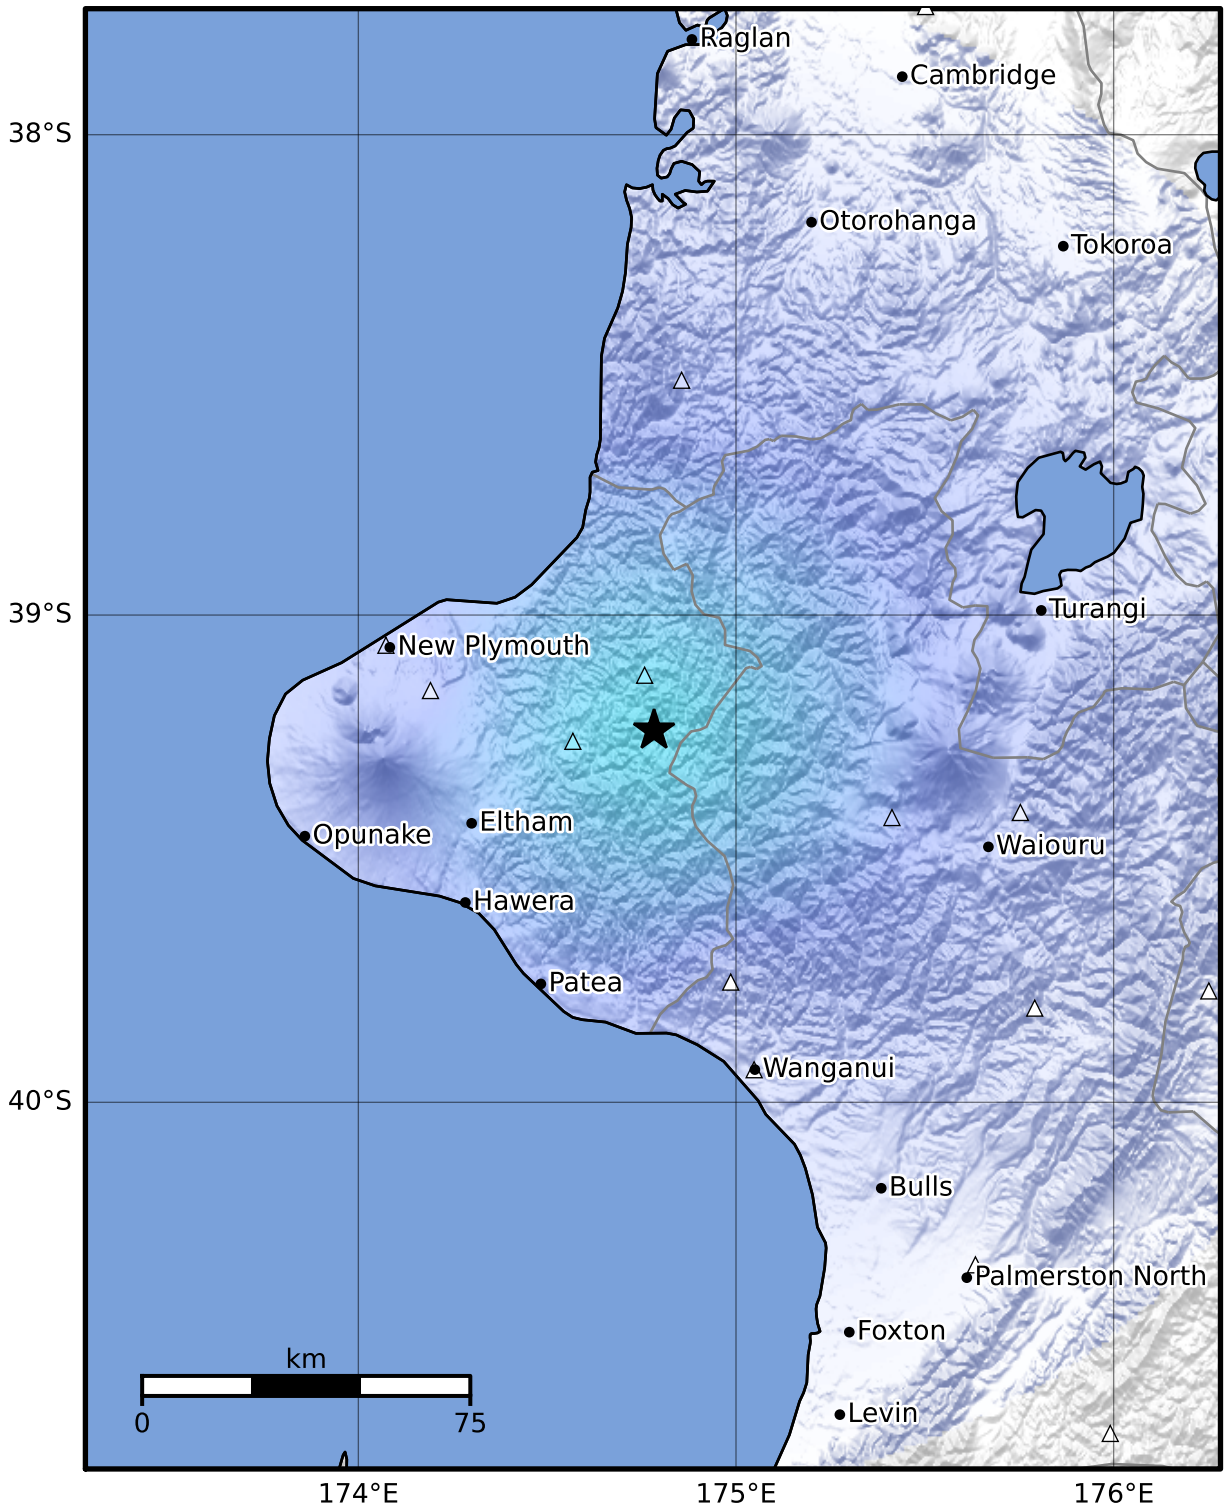 Raglan
Cambridge
38°S
Otorohanga
Tokoroa
39°S
Turangi
New Plymouth
Eltham
Opunake
Waiouru
Hawera
Patea
Wanganui
40°S
Bulls
Palmerston North
Foxton
km
Levin
0 75
174°E 175°E 176°E